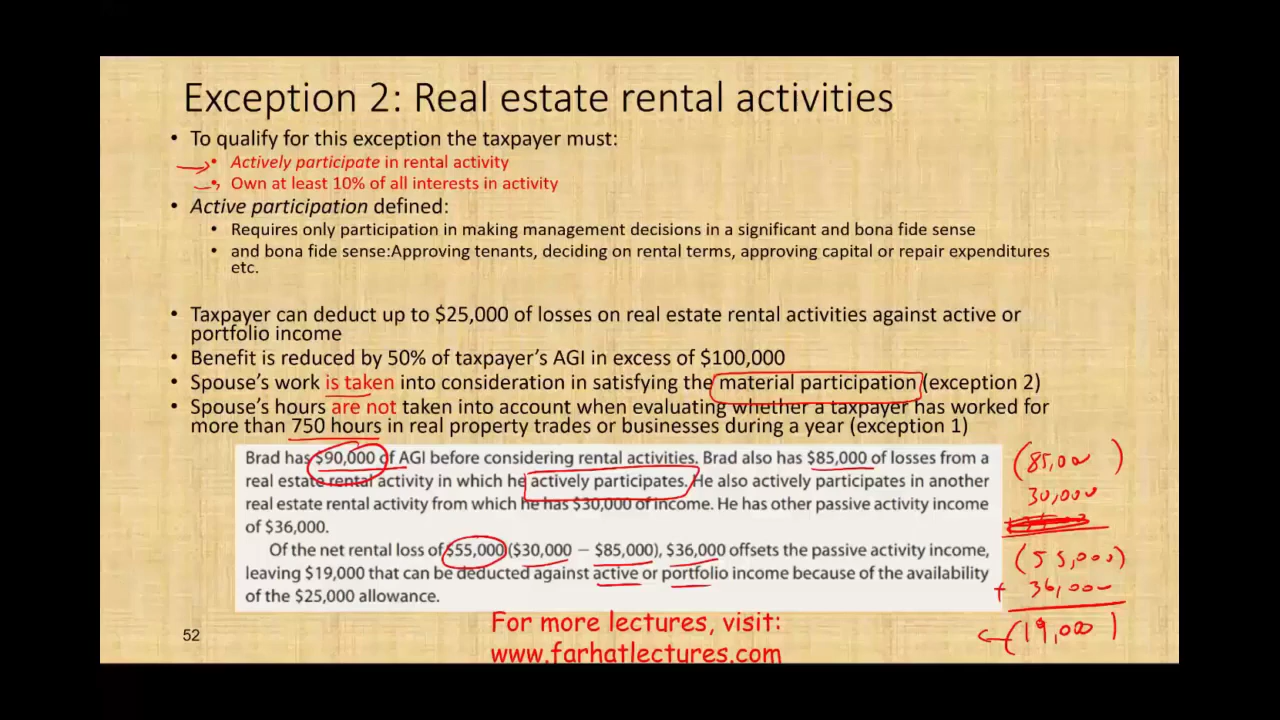 Exception 2: Real estate rental activities
• To qualify for this exception the taxpayer must:
• Actively participate in rental activity
• Own at least 10% of all interests in activity
• Active participation defined:
• Requires only participation in making management decisions in a significant and bona fide sense
• and bona fide sense:Approving tenants, deciding on rental terms, approving capital or repair expenditures
etc.
• Taxpayer can deduct up to $25,000 of losses on real estate rental activities against active or
portfolio income
• Benefit is reduced by 50% of taxpayer's AGI in excess of $100,000
• Spouse's work is taken into consideration in satisfying the material participation (exception 2)
• Spouse's hours are not taken into account when evaluating whether a taxpayer has worked for
more than 750 hours in real property trades or businesses during a year (exception 1)
Brad has $90,000 of AGI before considering rental activities. Brad also has $85,000 of losses from a
real estate rental activity in which he actively participates. He also actively participates in another
real estate rental activity from which he has $30,000 of income. He has other passive activity income
of $36,000.
Of the net rental loss of $55,000 ($30,000 − $85,000), $36,000 offsets the passive activity income,
leaving $19,000 that can be deducted against active or portfolio income because of the availability
of the $25,000 allowance.
(85,000)
30,000
(55,000)
+ 36,000
(19,000)
For more lectures, visit:
www.farhatlectures.com
52